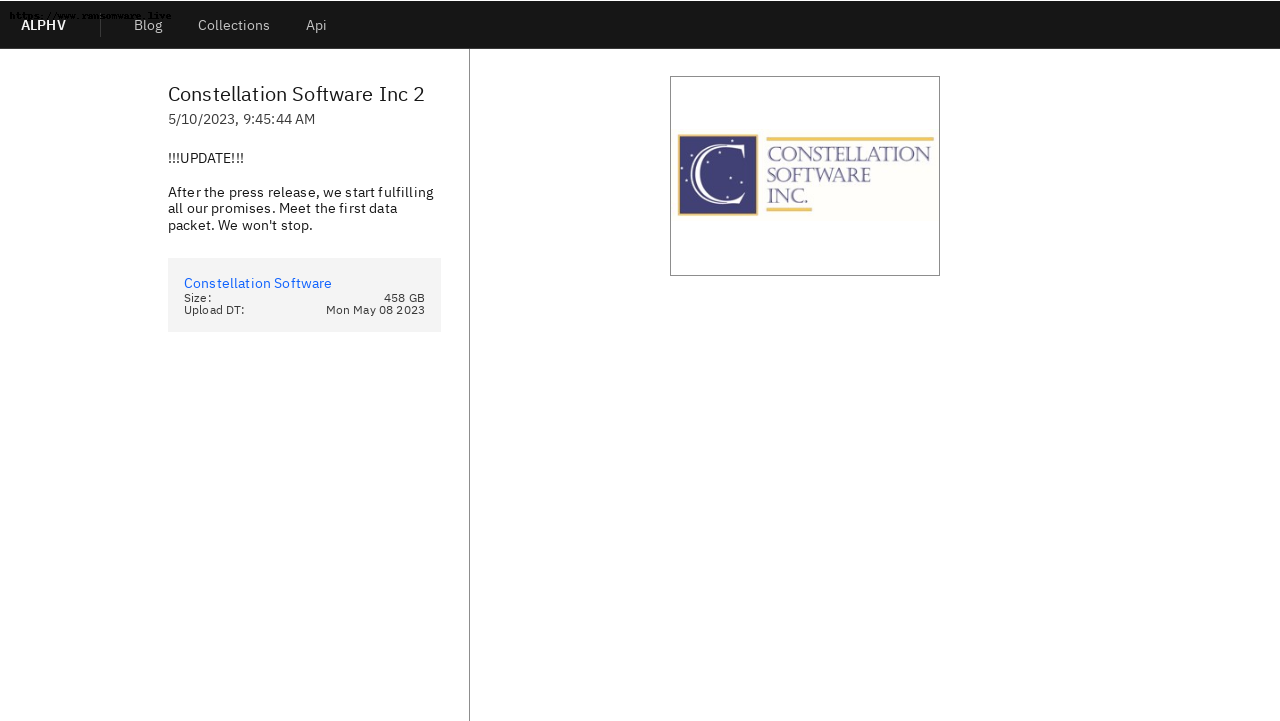 https://www.ransomware.live
ALPHV
Blog
Collections
Api
Constellation Software Inc 2
5/10/2023, 9:45:44 AM
!!!UPDATE!!!
After the press release, we start fulfilling
all our promises. Meet the first data
packet. We won't stop.
Constellation Software
Size: 458 GB
Upload DT: Mon May 08 2023
C CONSTELLATION
SOFTWARE
INC.